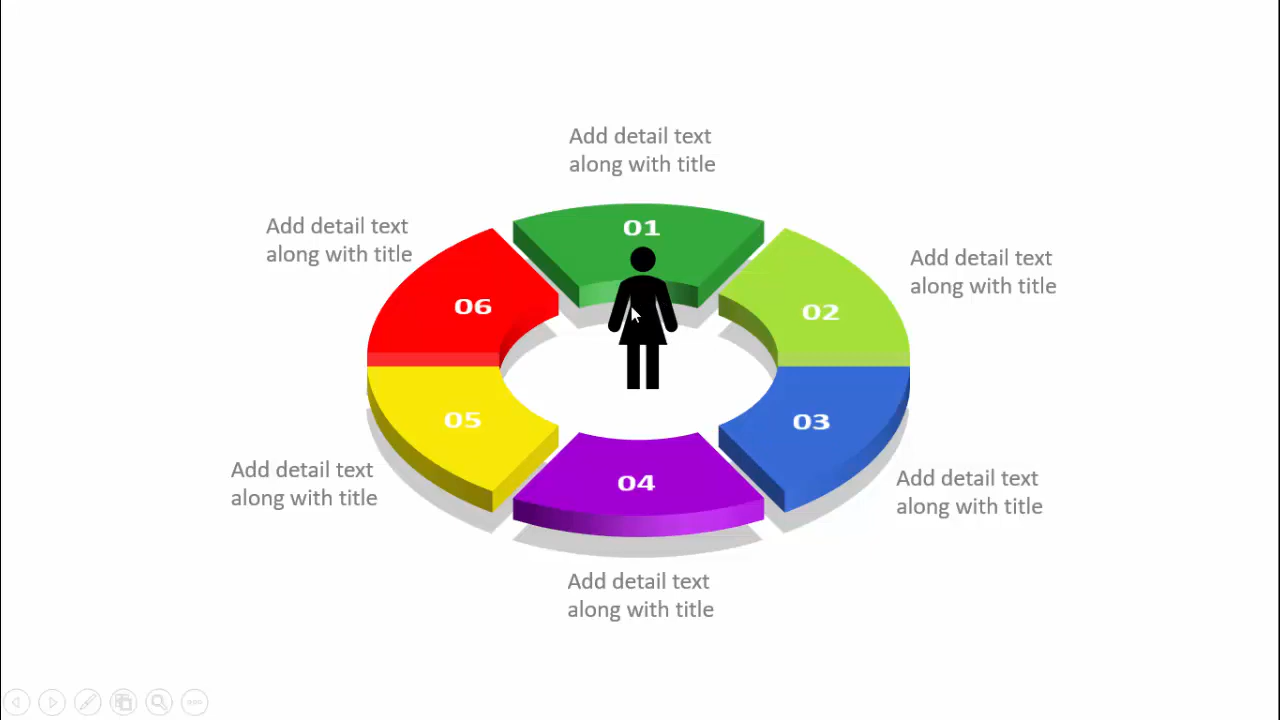 Add detail text
along with title
01
Add detail text
along with title
06
02
Add detail text
along with title
05
03
Add detail text
along with title
04
Add detail text
along with title
Add detail text
along with title